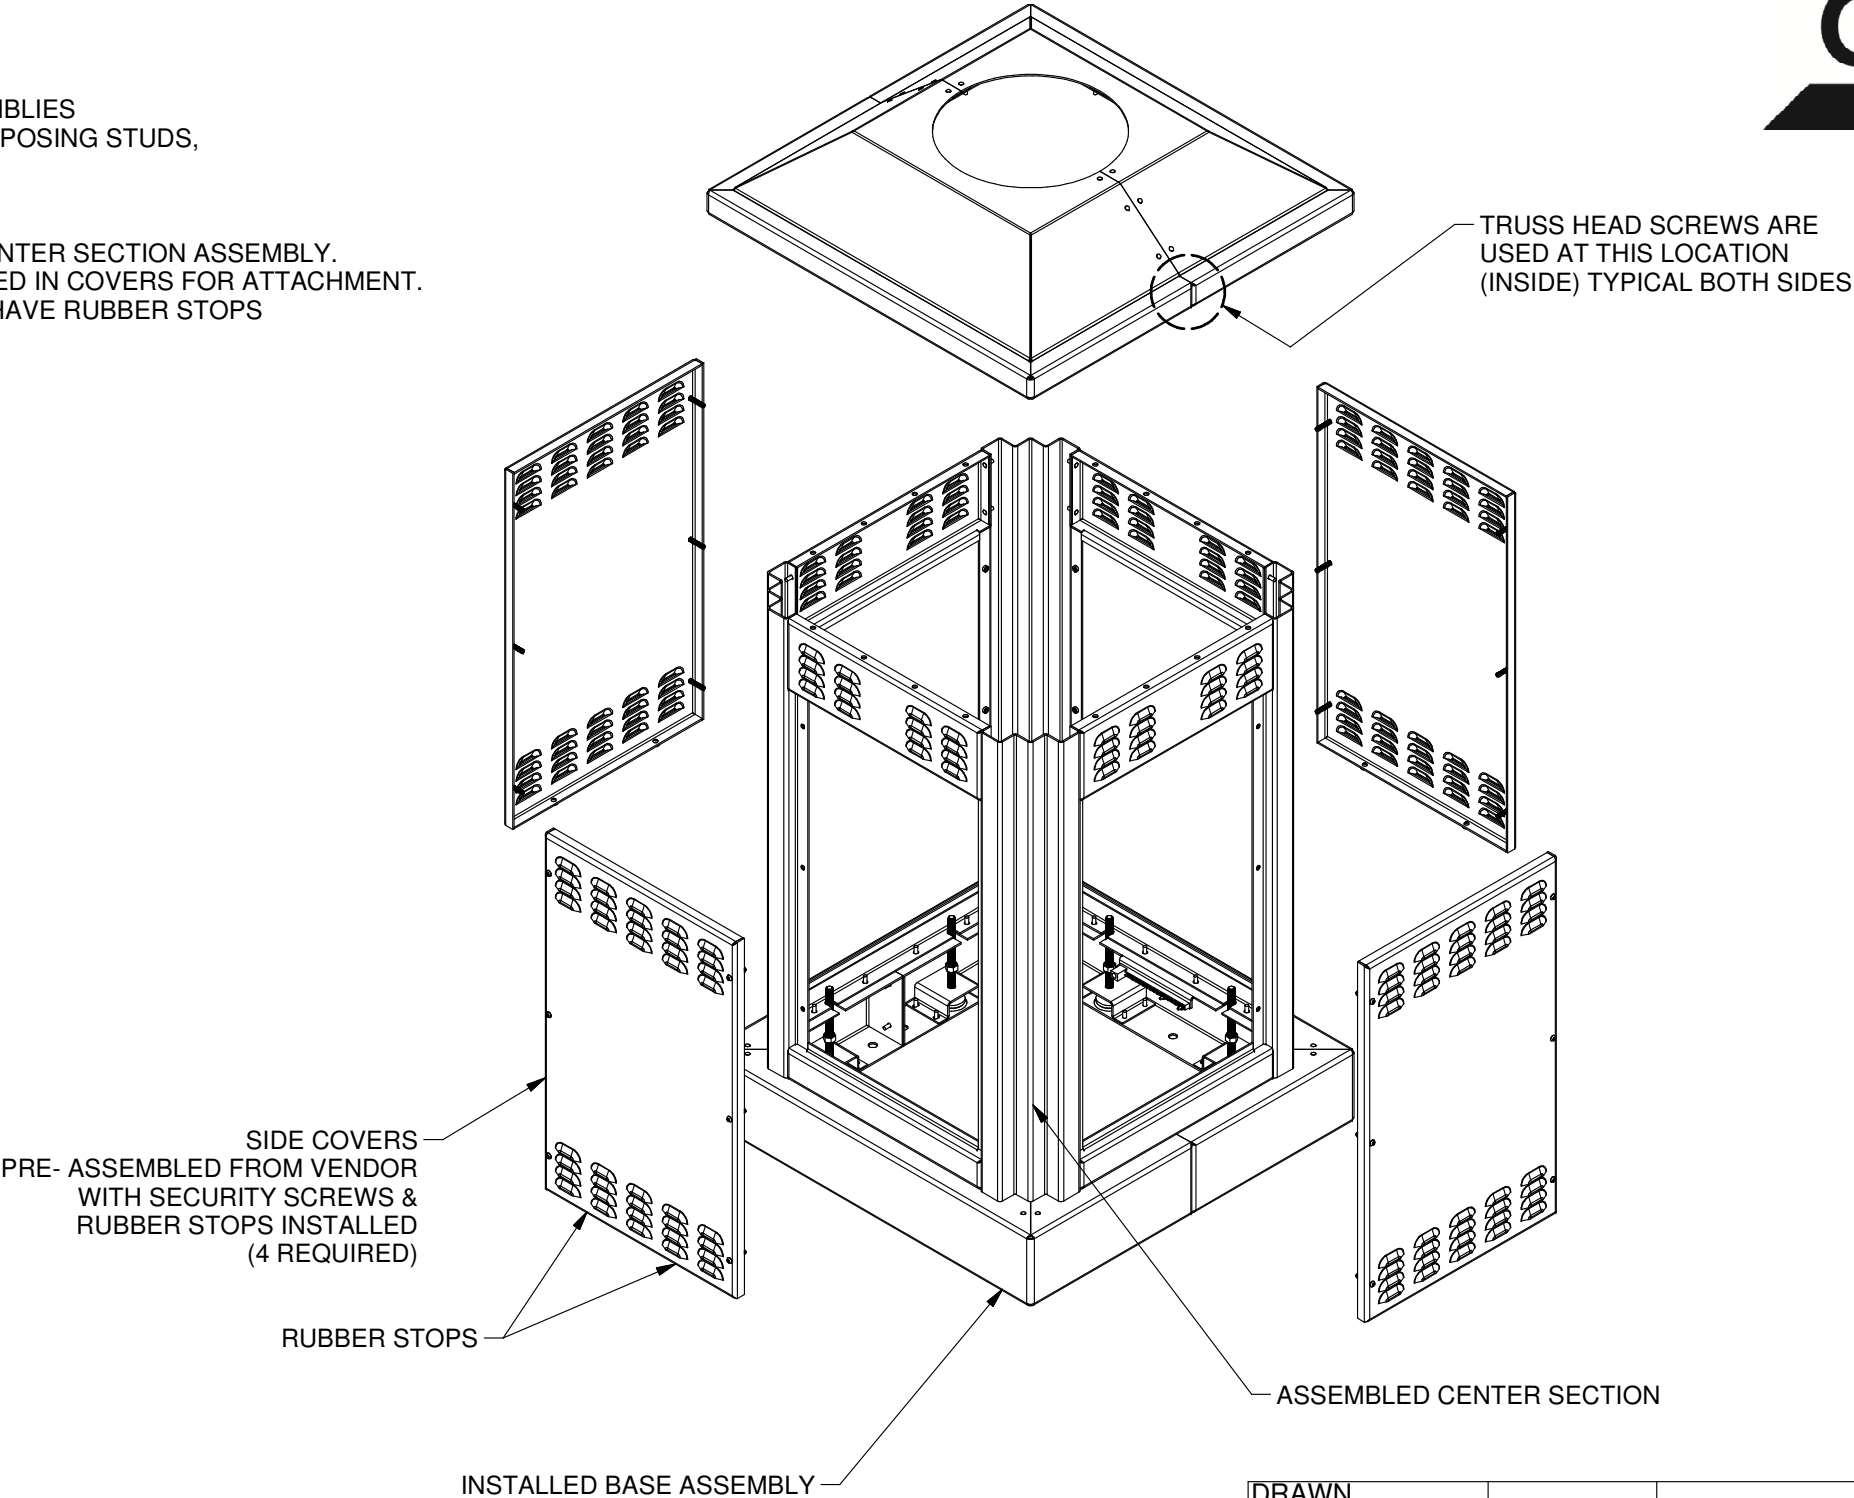 MBLIES
POSING STUDS,
NTER SECTION ASSEMBLY.
ED IN COVERS FOR ATTACHMENT.
HAVE RUBBER STOPS
TRUSS HEAD SCREWS ARE
USED AT THIS LOCATION
(INSIDE) TYPICAL BOTH SIDES
SIDE COVERS
PRE- ASSEMBLED FROM VENDOR
WITH SECURITY SCREWS &
RUBBER STOPS INSTALLED
(4 REQUIRED)
RUBBER STOPS
ASSEMBLED CENTER SECTION
INSTALLED BASE ASSEMBLY
DRAWN